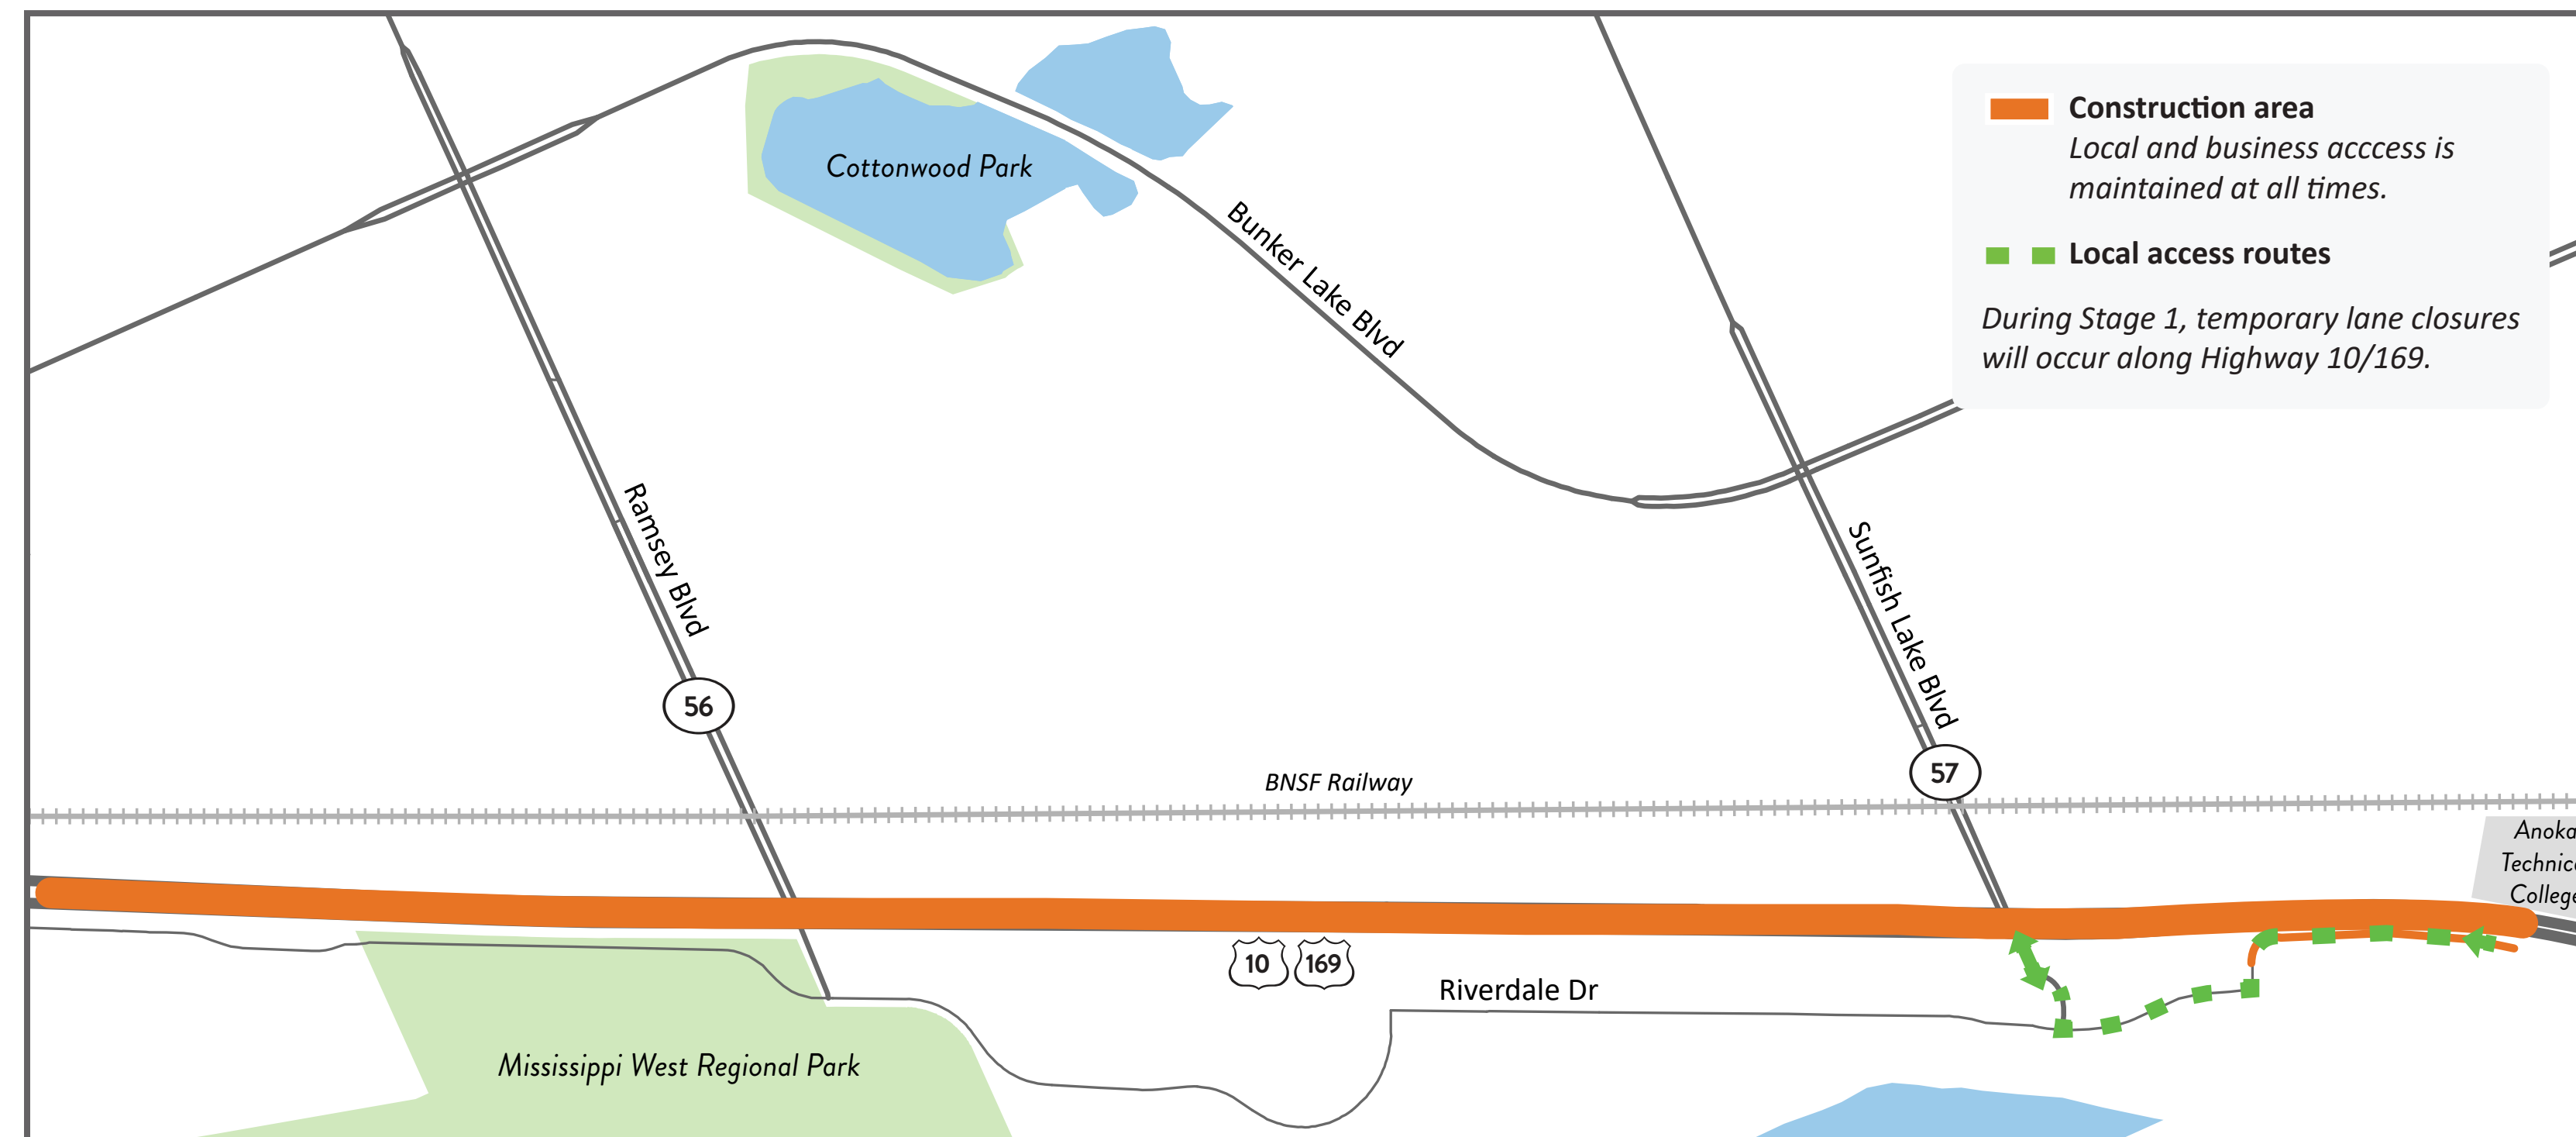 Construction area
Local and business acccess is
maintained at all times.
Local access routes
During Stage 1, temporary lane closures
will occur along Highway 10/169.
Cottonwood Park
Bunker Lake Blvd
Ramsey Blvd
Sunfish Lake Blvd
56
57
BNSF Railway
Anoka
Technic
College
10
169
Riverdale Dr
Mississippi West Regional Park